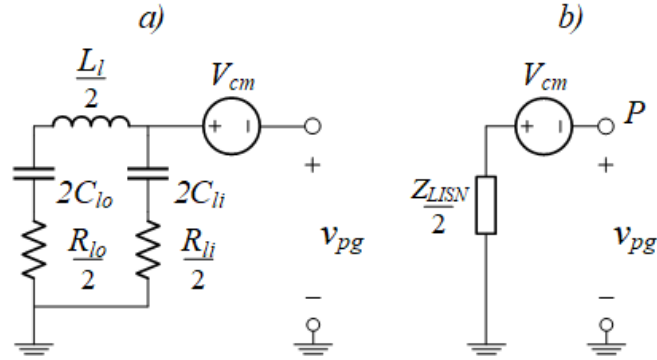 a)
b)
L_l/2
V_cm
V_cm
+ −
+ −
P
+
+
2C_lo
2C_li
Z_LISN/2
R_lo/2
R_li/2
v_pg
v_pg
−
−